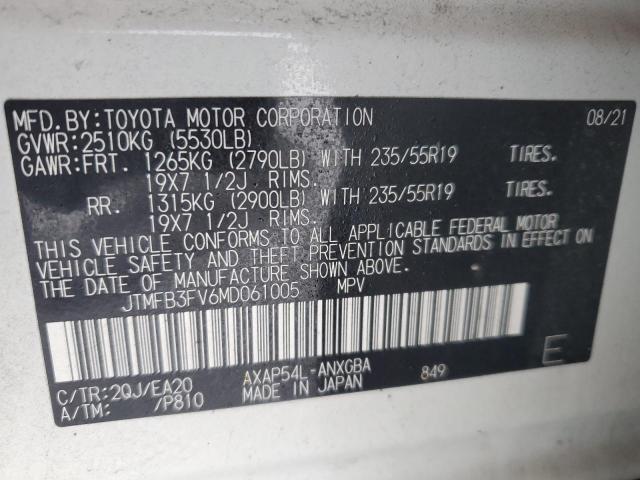 MFD.BY:TOYOTA MOTOR CORPORATION 08/21
GVWR:2510KG (5530LB)
GAWR:FRT. 1265KG (2790LB) WITH 235/55R19 TIRES.
19X7 1/2J RIMS.
RR. 1315KG (2900LB) WITH 235/55R19 TIRES.
19X7 1/2J RIMS.
THIS VEHICLE CONFORMS TO ALL APPLICABLE FEDERAL MOTOR
VEHICLE SAFETY AND THEFT PREVENTION STANDARDS IN EFFECT ON
THE DATE OF MANUFACTURE SHOWN ABOVE.
JTMFB3FV6MD061005 MPV
E
C/TR:2QJ/EA20 AXAP54L-ANXGBA 849
A/TM: /P810 MADE IN JAPAN